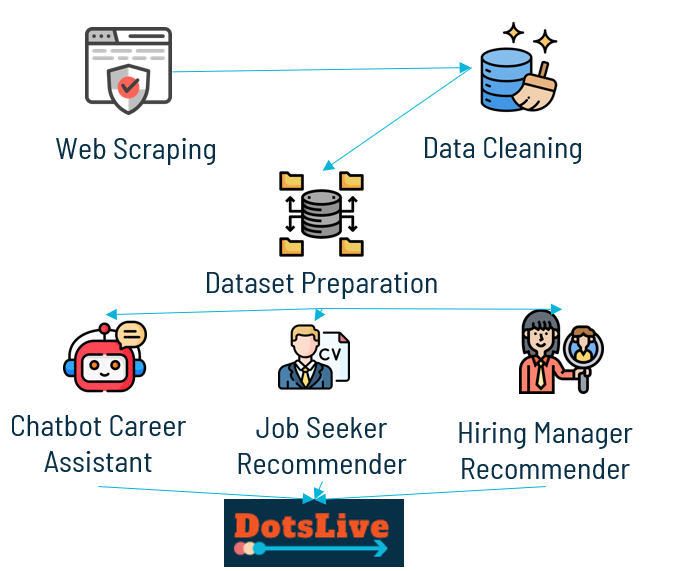 Web Scraping
Data Cleaning
Dataset Preparation
Chatbot Career
Assistant
CV
Job Seeker
Recommender
Hiring Manager
Recommender
DotsLive